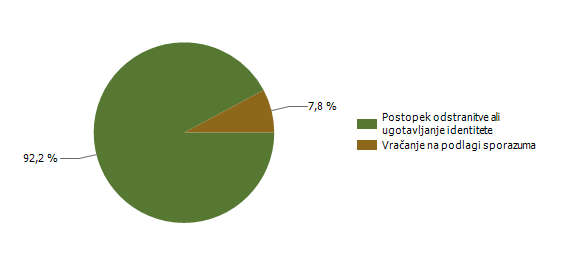 7,8 %
92,2 %
Postopek odstranitve ali
ugotavljanje identitete
Vračanje na podlagi sporazuma